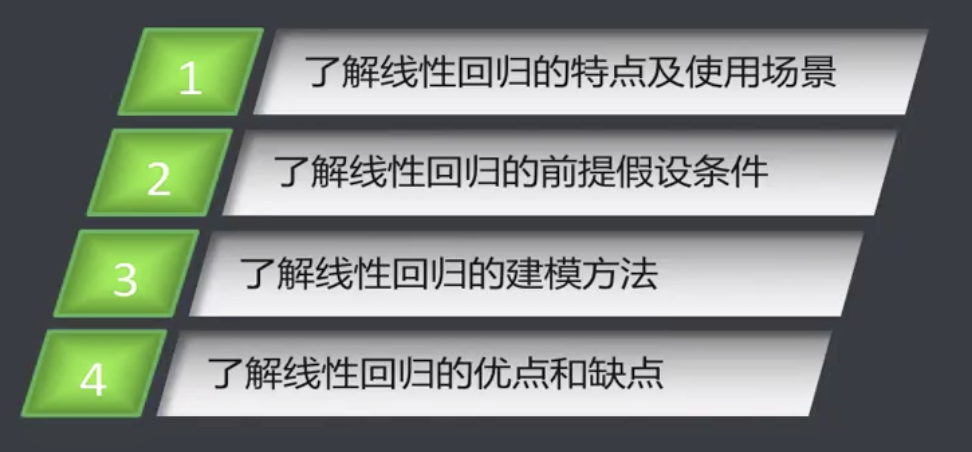 1 了解线性回归的特点及使用场景
2 了解线性回归的前提假设条件
3 了解线性回归的建模方法
4 了解线性回归的优点和缺点